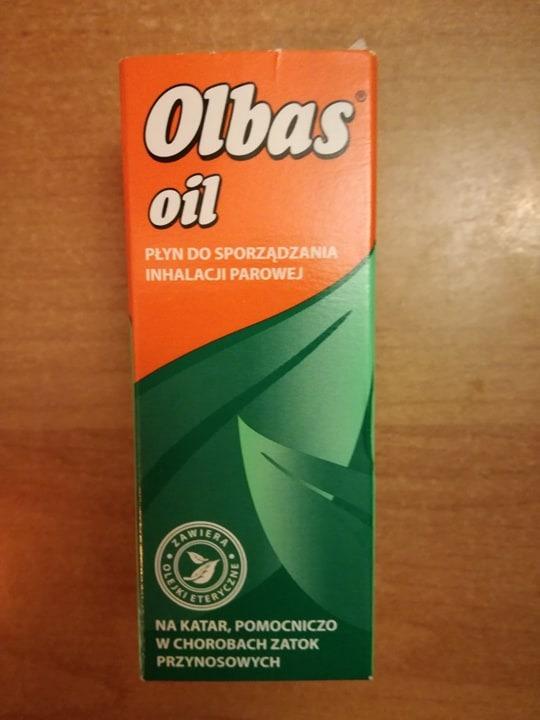 Olbas®
oil
PŁYN DO SPORZĄDZANIA
INHALACJI PAROWEJ
ZAWIERA
OLEJKI ETERYCZNE
NA KATAR, POMOCNICZO
W CHOROBACH ZATOK
PRZYNOSOWYCH